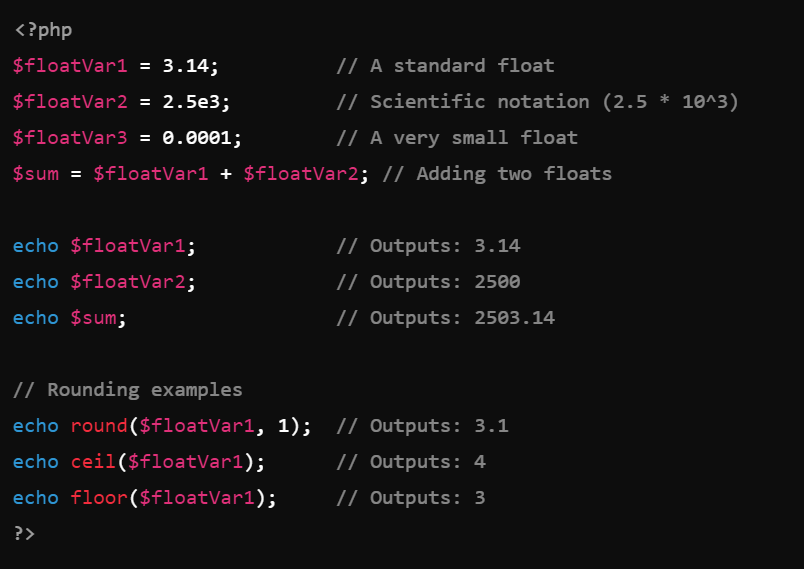 <?php
$floatVar1 = 3.14;          // A standard float
$floatVar2 = 2.5e3;         // Scientific notation (2.5 * 10^3)
$floatVar3 = 0.0001;        // A very small float
$sum = $floatVar1 + $floatVar2; // Adding two floats

echo $floatVar1;            // Outputs: 3.14
echo $floatVar2;            // Outputs: 2500
echo $sum;                  // Outputs: 2503.14

// Rounding examples
echo round($floatVar1, 1);  // Outputs: 3.1
echo ceil($floatVar1);      // Outputs: 4
echo floor($floatVar1);     // Outputs: 3
?>